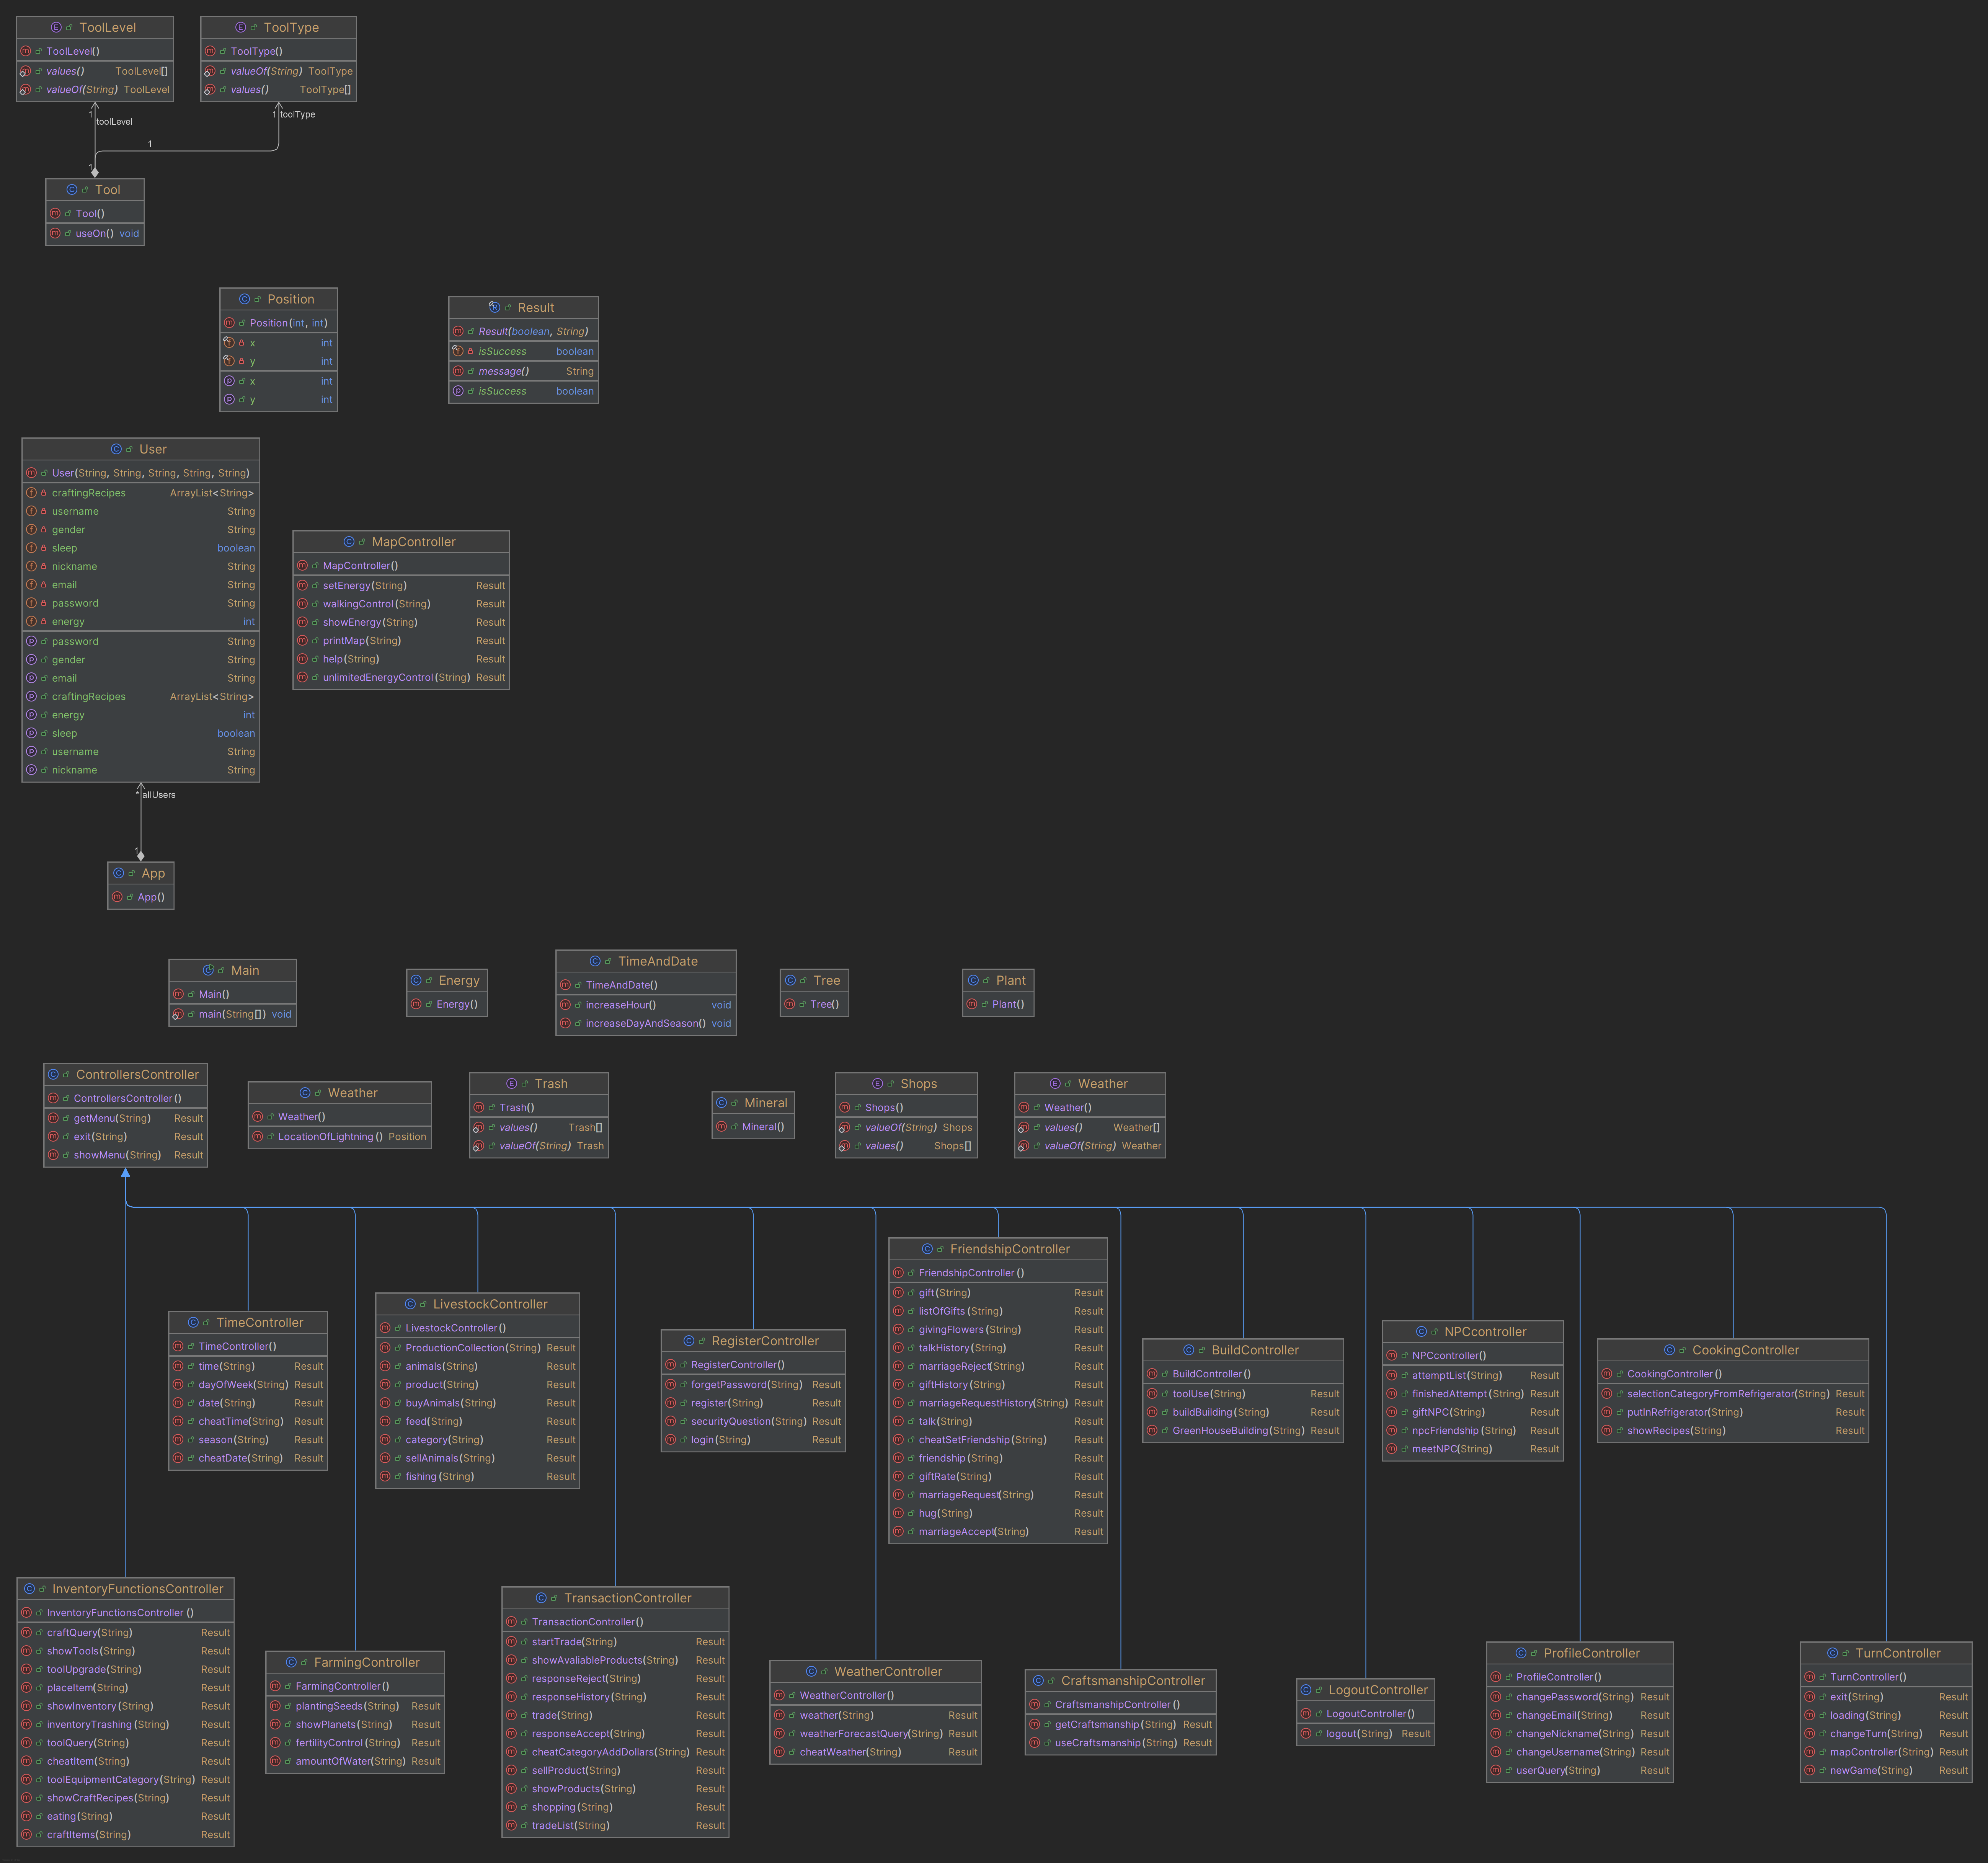 ToolLevel
ToolLevel()
values() ToolLevel[]
valueOf(String) ToolLevel
ToolType
ToolType()
valueOf(String) ToolType
values() ToolType[]
1
toolLevel
1 toolType
1
1
Tool
Tool()
useOn() void
Position
Position(int, int)
x int
y int
x int
y int
Result
Result(boolean, String)
isSuccess boolean
message() String
isSuccess boolean
User
User(String, String, String, String, String)
craftingRecipes ArrayList<String>
username String
gender String
sleep boolean
nickname String
email String
password String
energy int
password String
gender String
email String
craftingRecipes ArrayList<String>
energy int
sleep boolean
username String
nickname String
MapController
MapController()
setEnergy(String) Result
walkingControl(String) Result
showEnergy(String) Result
printMap(String) Result
help(String) Result
unlimitedEnergyControl(String) Result
* allUsers
1
App
App()
Main
Main()
main(String[]) void
Energy
Energy()
TimeAndDate
TimeAndDate()
increaseHour() void
increaseDayAndSeason() void
Tree
Tree()
Plant
Plant()
ControllersController
ControllersController()
getMenu(String) Result
exit(String) Result
showMenu(String) Result
Weather
Weather()
LocationOfLightning() Position
Trash
Trash()
values() Trash[]
valueOf(String) Trash
Mineral
Mineral()
Shops
Shops()
valueOf(String) Shops
values() Shops[]
Weather
Weather()
values() Weather[]
valueOf(String) Weather
TimeController
TimeController()
time(String) Result
dayOfWeek(String) Result
date(String) Result
cheatTime(String) Result
season(String) Result
cheatDate(String) Result
LivestockController
LivestockController()
ProductionCollection(String) Result
animals(String) Result
product(String) Result
buyAnimals(String) Result
feed(String) Result
category(String) Result
sellAnimals(String) Result
fishing(String) Result
RegisterController
RegisterController()
forgetPassword(String) Result
register(String) Result
securityQuestion(String) Result
login(String) Result
FriendshipController
FriendshipController()
gift(String) Result
listOfGifts(String) Result
givingFlowers(String) Result
talkHistory(String) Result
marriageReject(String) Result
giftHistory(String) Result
marriageRequestHistory(String) Result
talk(String) Result
cheatSetFriendship(String) Result
friendship(String) Result
giftRate(String) Result
marriageRequest(String) Result
hug(String) Result
marriageAccept(String) Result
BuildController
BuildController()
toolUse(String) Result
buildBuilding(String) Result
GreenHouseBuilding(String) Result
NPCcontroller
NPCcontroller()
attemptList(String) Result
finishedAttempt(String) Result
giftNPC(String) Result
npcFriendship(String) Result
meetNPC(String) Result
CookingController
CookingController()
selectionCategoryFromRefrigerator(String) Result
putInRefrigerator(String) Result
showRecipes(String) Result
InventoryFunctionsController
InventoryFunctionsController()
craftQuery(String) Result
showTools(String) Result
toolUpgrade(String) Result
placeItem(String) Result
showInventory(String) Result
inventoryTrashing(String) Result
toolQuery(String) Result
cheatItem(String) Result
toolEquipmentCategory(String) Result
showCraftRecipes(String) Result
eating(String) Result
craftItems(String) Result
FarmingController
FarmingController()
plantingSeeds(String) Result
showPlanets(String) Result
fertilityControl(String) Result
amountOfWater(String) Result
TransactionController
TransactionController()
startTrade(String) Result
showAvaliableProducts(String) Result
responseReject(String) Result
responseHistory(String) Result
trade(String) Result
responseAccept(String) Result
cheatCategoryAddDollars(String) Result
sellProduct(String) Result
showProducts(String) Result
shopping(String) Result
tradeList(String) Result
WeatherController
WeatherController()
weather(String) Result
weatherForecastQuery(String) Result
cheatWeather(String) Result
CraftsmanshipController
CraftsmanshipController()
getCraftsmanship(String) Result
useCraftsmanship(String) Result
LogoutController
LogoutController()
logout(String) Result
ProfileController
ProfileController()
changePassword(String) Result
changeEmail(String) Result
changeNickname(String) Result
changeUsername(String) Result
userQuery(String) Result
TurnController
TurnController()
exit(String) Result
loading(String) Result
changeTurn(String) Result
mapController(String) Result
newGame(String) Result